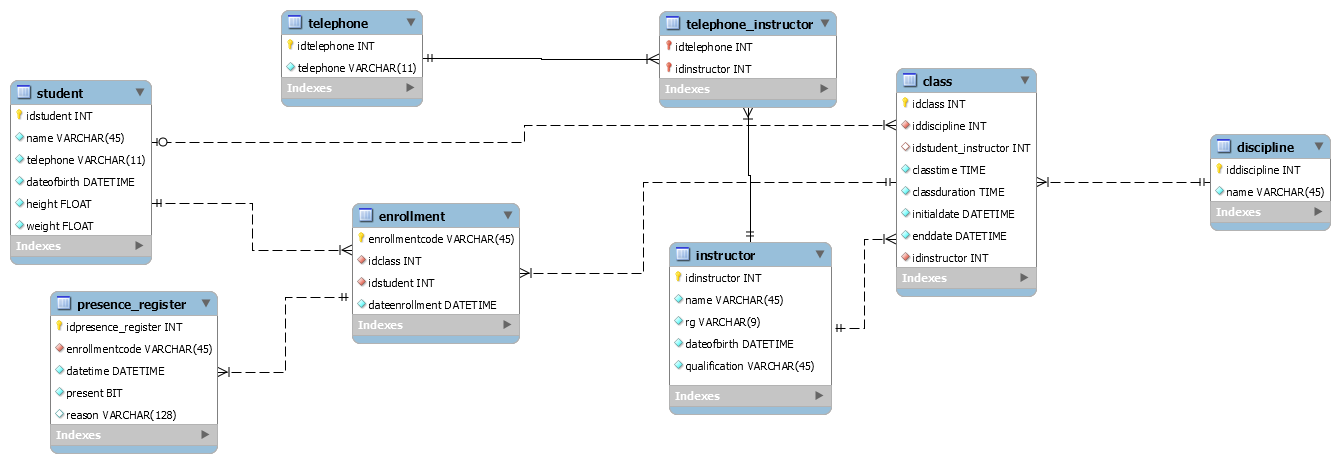 telephone
idtelephone INT
telephone VARCHAR(11)
Indexes
telephone_instructor
idtelephone INT
idinstructor INT
Indexes
student
idstudent INT
name VARCHAR(45)
telephone VARCHAR(11)
dateofbirth DATETIME
height FLOAT
weight FLOAT
Indexes
class
idclass INT
iddiscipline INT
idstudent_instructor INT
classtime TIME
classduration TIME
initialdate DATETIME
enddate DATETIME
idinstructor INT
Indexes
discipline
iddiscipline INT
name VARCHAR(45)
Indexes
enrollment
enrollmentcode VARCHAR(45)
idclass INT
idstudent INT
dateenrollment DATETIME
Indexes
instructor
idinstructor INT
name VARCHAR(45)
rg VARCHAR(9)
dateofbirth DATETIME
qualification VARCHAR(45)
Indexes
presence_register
idpresence_register INT
enrollmentcode VARCHAR(45)
datetime DATETIME
present BIT
reason VARCHAR(128)
Indexes